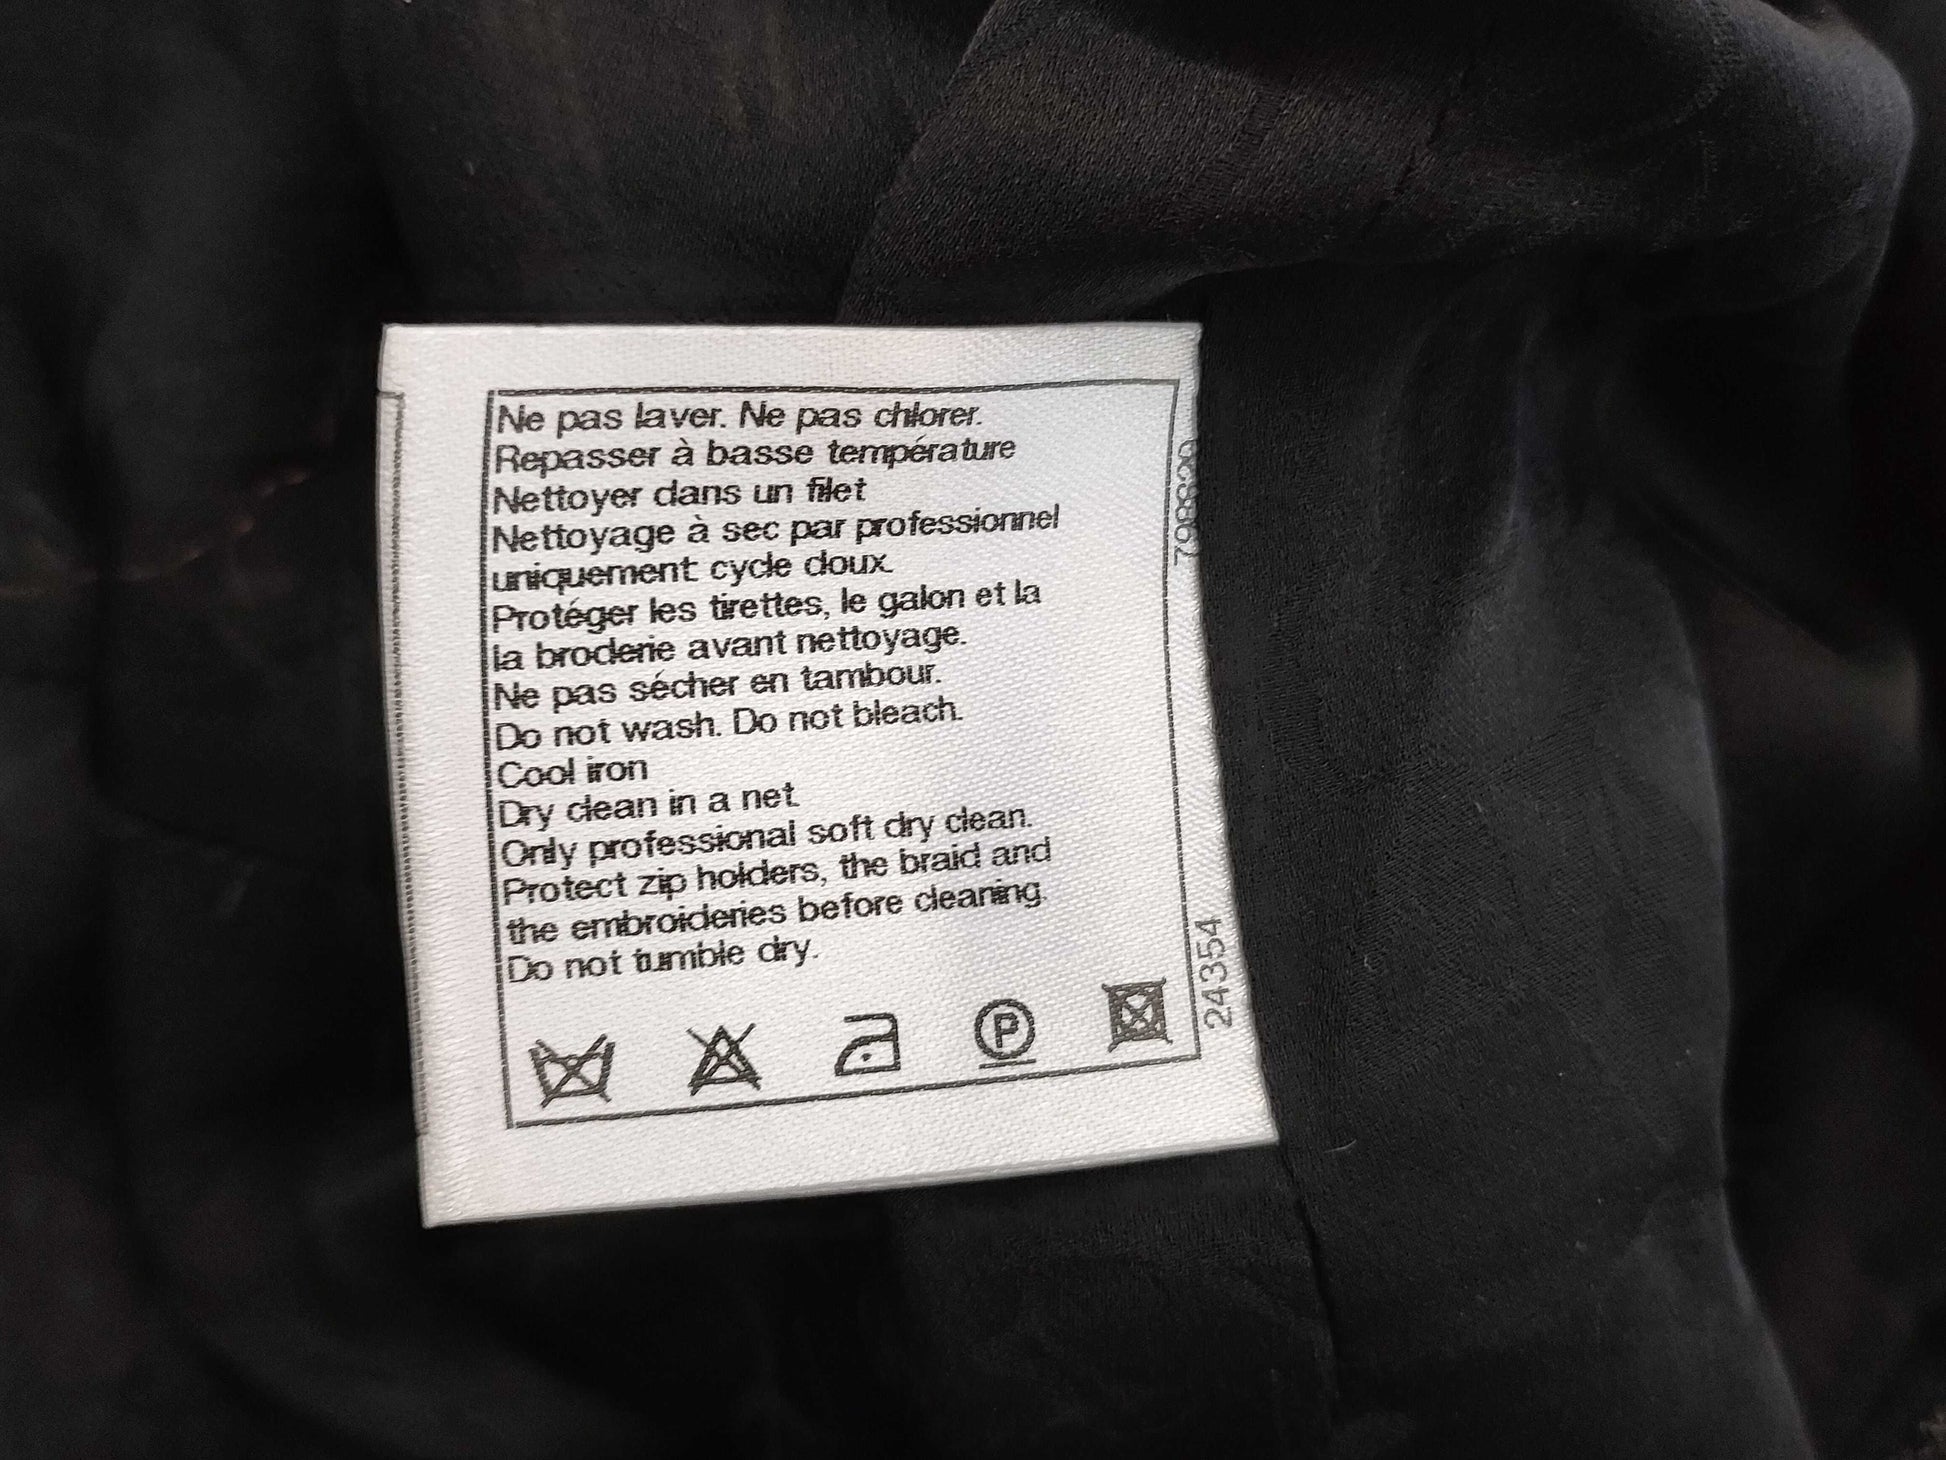 Ne pas laver. Ne pas chlorer.
Repasser à basse température
Nettoyer dans un filet
Nettoyage à sec par professionnel
uniquement: cycle doux.
Protéger les tirettes, le galon et la
la broderie avant nettoyage.
Ne pas sécher en tambour.
Do not wash. Do not bleach.
Cool iron
Dry clean in a net.
Only professional soft dry clean.
Protect zip holders, the braid and
the embroideries before cleaning.
Do not tumble dry.
P
24354